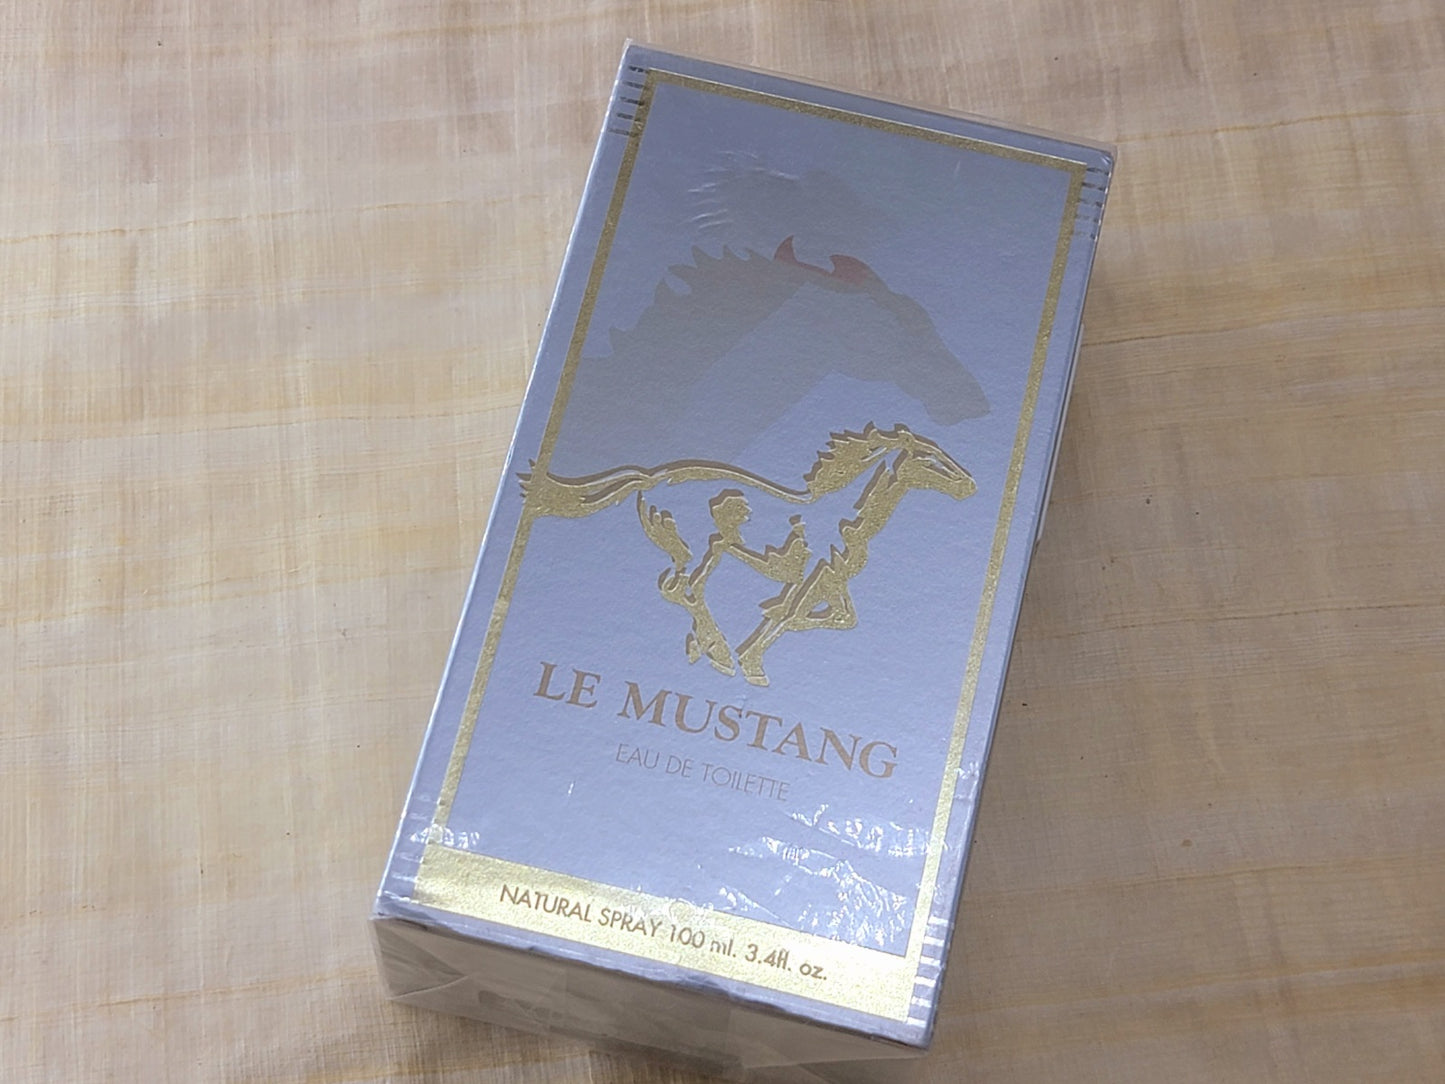 LE MUSTANG
EAU DE TOILETTE
NATURAL SPRAY 100 ml. 3.4fl. oz.